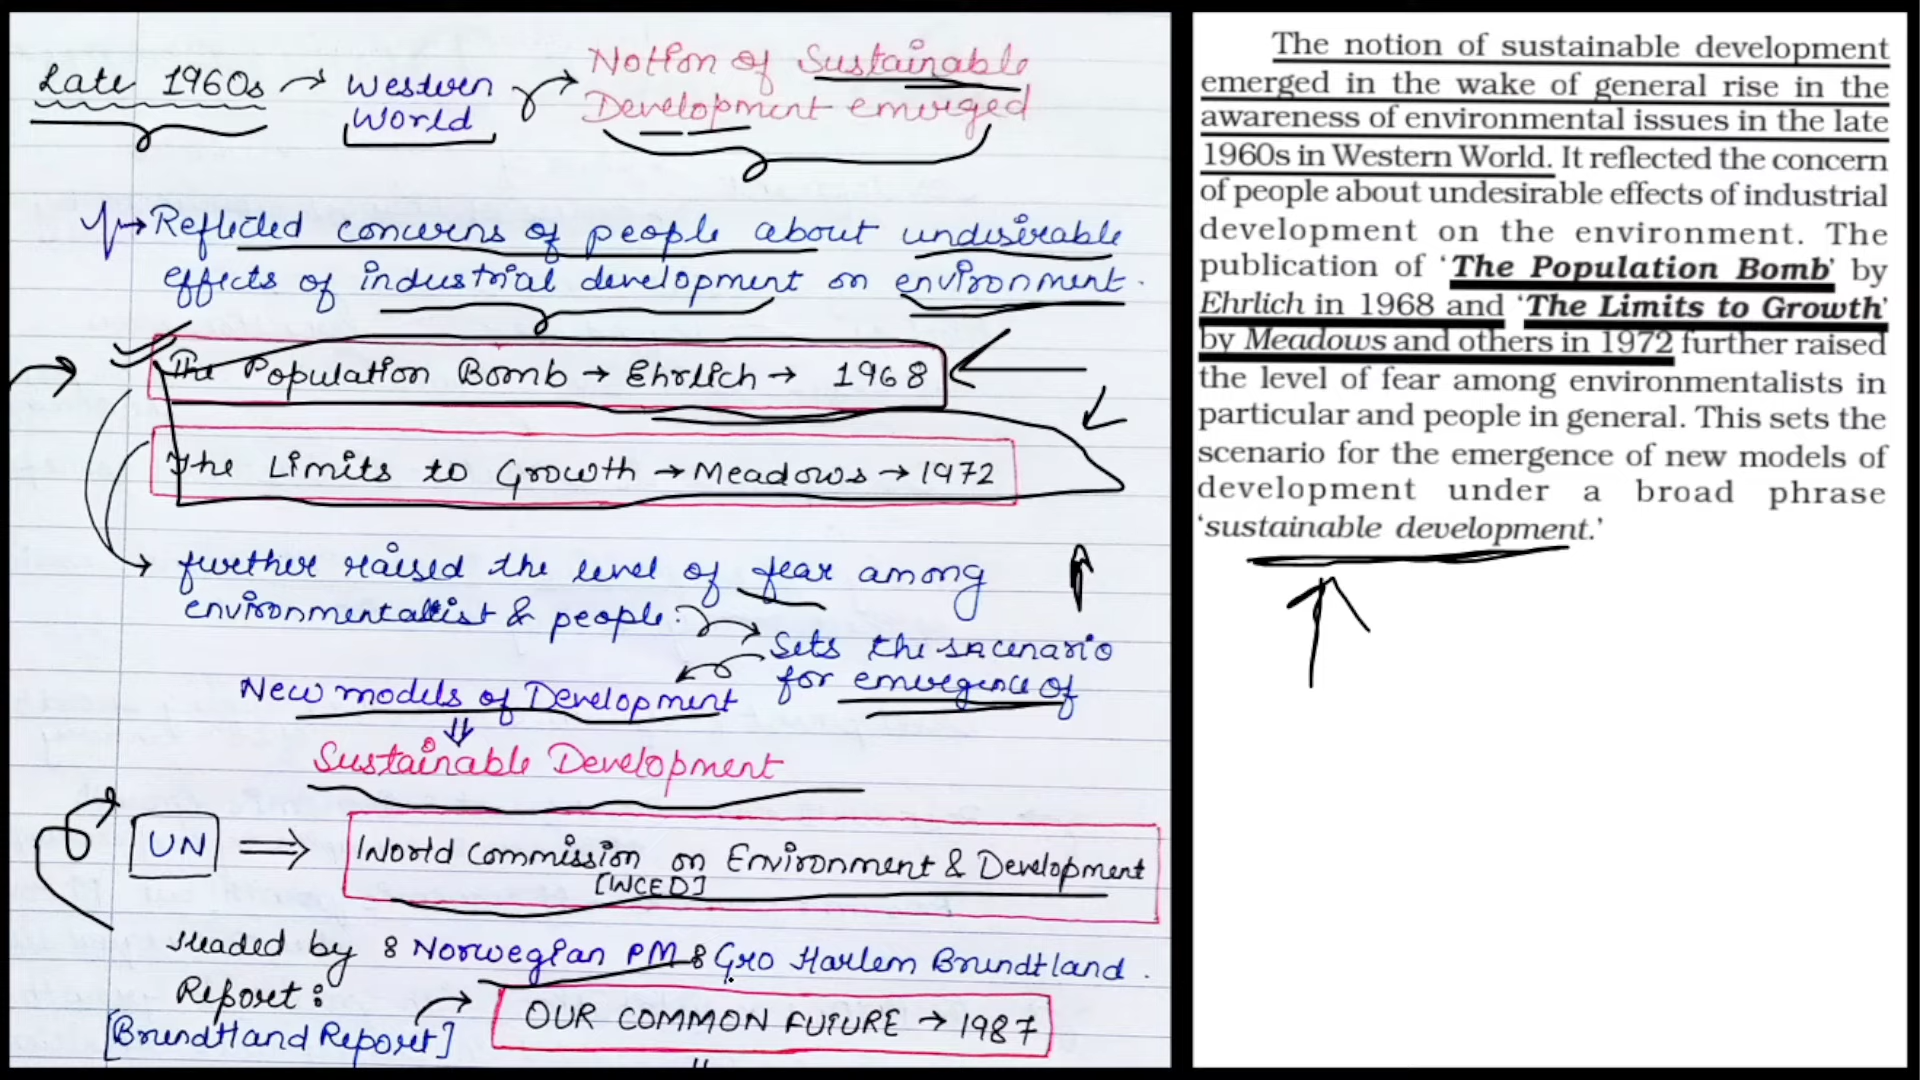 Late 1960s → Western World → Notion of Sustainable Development emerged
→ Reflected concerns of people about undesirable
effects of industrial development on environment.
The Population Bomb → Ehrlich → 1968
The Limits to Growth → Meadows → 1972
→ further raised the level of fear among
environmentalist & people.
→ Sets the sacenario
for emergence of
New models of Development
⇓
Sustainable Development
UN ⇒ World Commission on Environment & Development
[WCED]
Headed by : Norwegian PM : Gro Harlem Brundtland.
Report:
[Brundtland Report] → OUR COMMON FUTURE → 1987
The notion of sustainable development
emerged in the wake of general rise in the
awareness of environmental issues in the late
1960s in Western World. It reflected the concern
of people about undesirable effects of industrial
development on the environment. The
publication of ‘The Population Bomb’ by
Ehrlich in 1968 and ‘The Limits to Growth’
by Meadows and others in 1972 further raised
the level of fear among environmentalists in
particular and people in general. This sets the
scenario for the emergence of new models of
development under a broad phrase
‘sustainable development.’